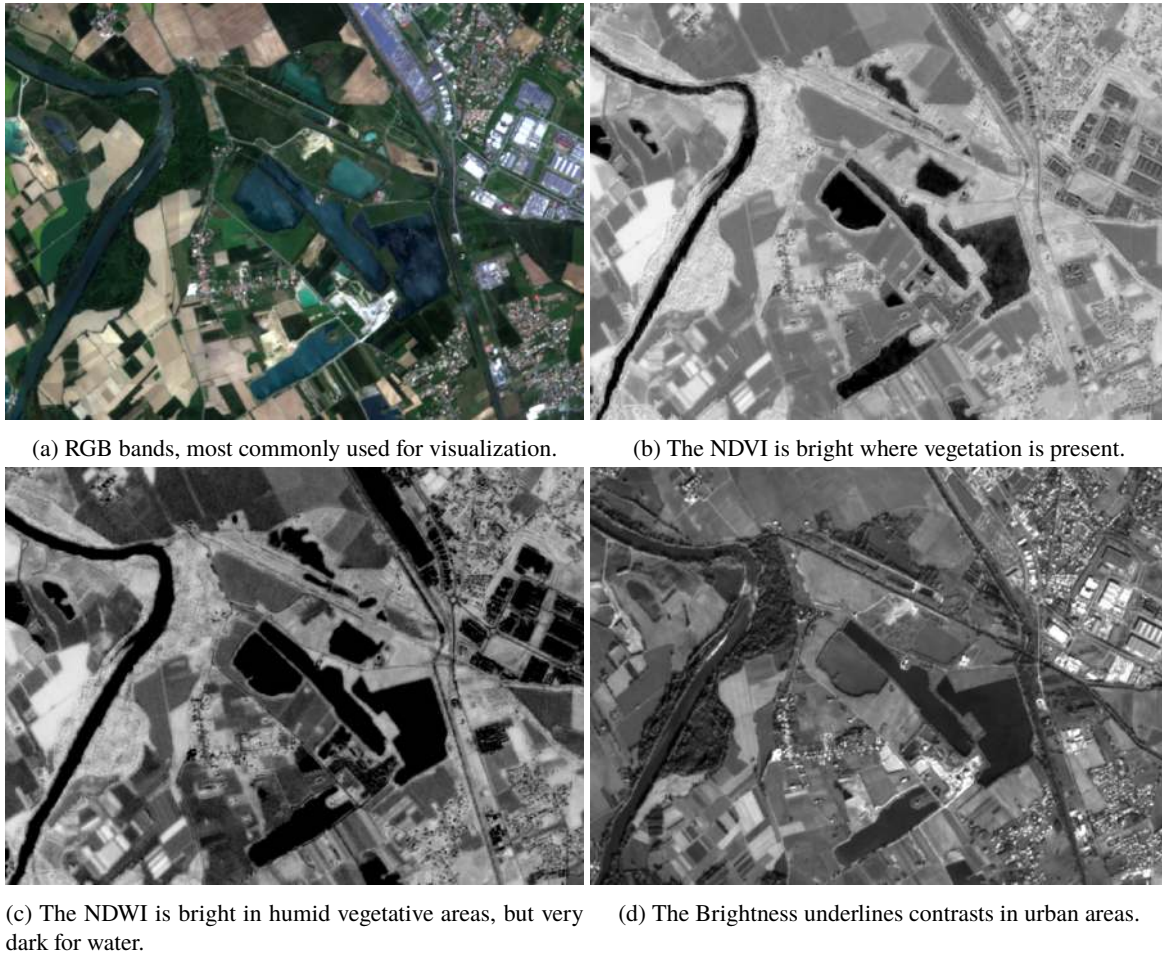 (a) RGB bands, most commonly used for visualization.
(b) The NDVI is bright where vegetation is present.
(c) The NDWI is bright in humid vegetative areas, but very
dark for water.
(d) The Brightness underlines contrasts in urban areas.